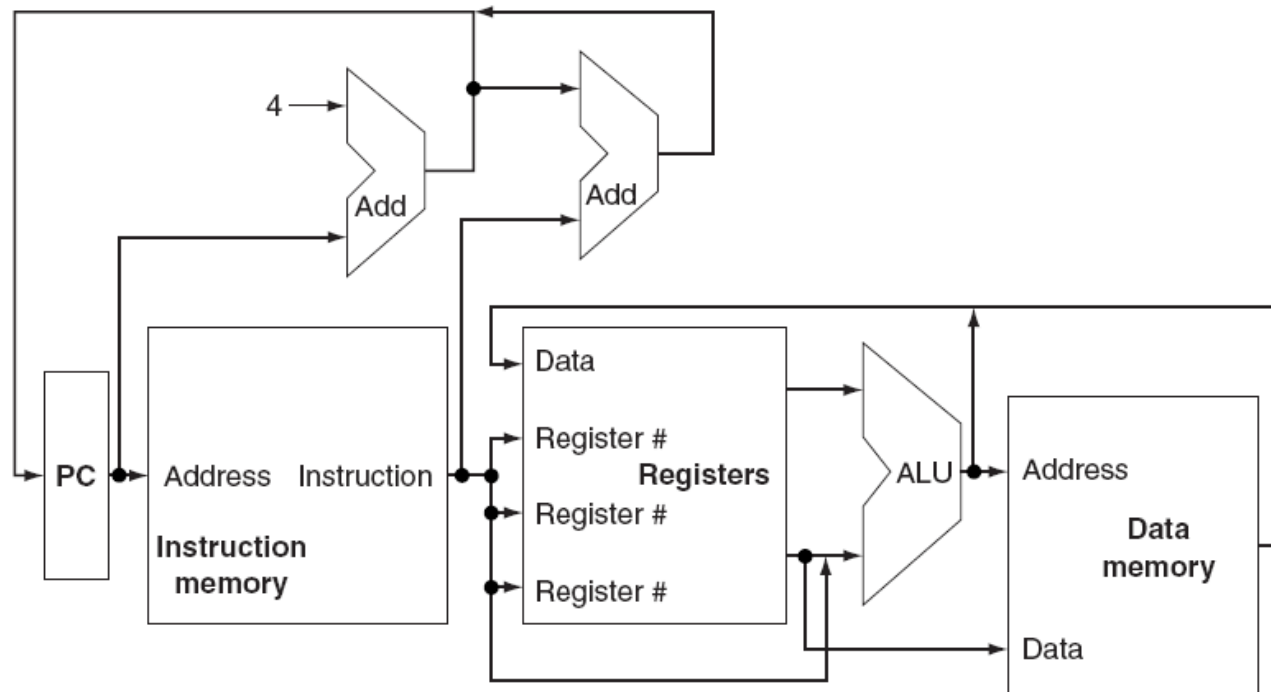 4
Add
Add
Data
Register #
PC
Address
Instruction
Registers
ALU
Address
Register #
Instruction
memory
Data
memory
Register #
Data